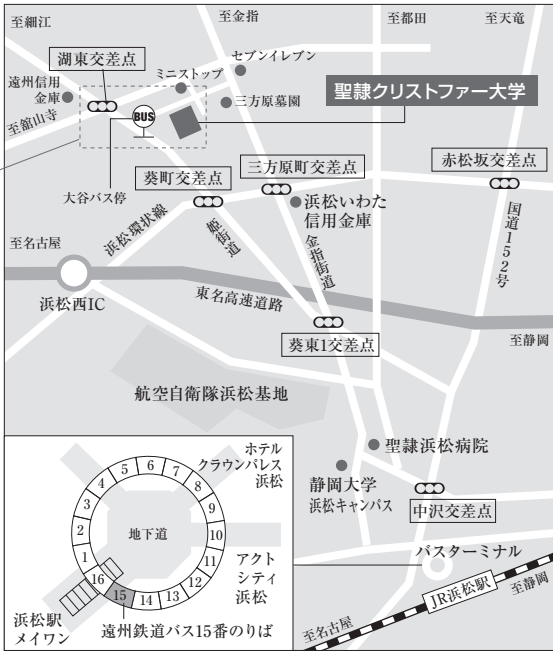 至細江
至金指
至都田
至天竜
湖東交差点
セブンイレブン
ミニストップ
遠州信用
金庫
三方原墓園
聖隷クリストファー大学
BUS
至舘山寺
大谷バス停
葵町交差点
三方原町交差点
赤松坂交差点
浜松いわた
信用金庫
浜松環状線
姫街道
金指街道
国道152号
至名古屋
浜松西IC
東名高速道路
葵東1交差点
至静岡
航空自衛隊浜松基地
聖隷浜松病院
静岡大学
浜松キャンパス
中沢交差点
バスターミナル
JR浜松駅
至静岡
至名古屋
ホテル
クラウンパレス
浜松
地下道
1
2
3
4
5
6
7
8
9
10
11
12
13
14
15
16
アクト
シティ
浜松
浜松駅
メイワン
遠州鉄道バス15番のりば